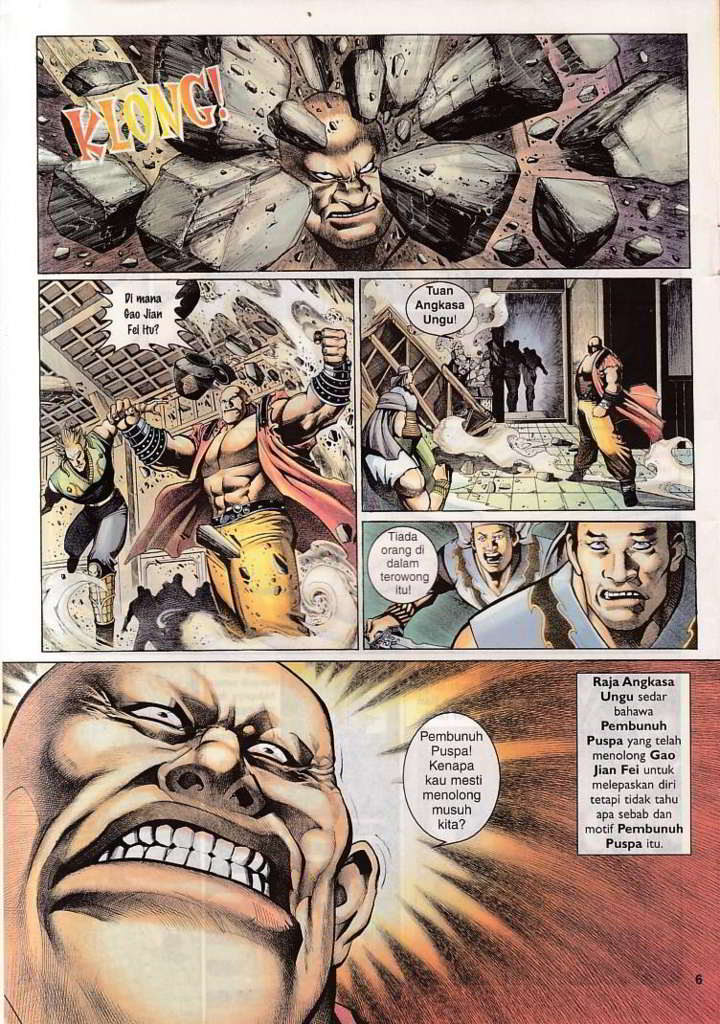 KLONG!
Di mana
Gao Jian
Fei Itu?
Tuan
Angkasa
Ungu!
Tiada
orang di
dalam
terowong
itu!
Pembunuh
Puspa!
Kenapa
kau mesti
menolong
musuh
kita?
Raja Angkasa
Ungu sedar
bahawa
Pembunuh
Puspa yang telah
menolong Gao
Jian Fei untuk
melepaskan diri
tetapi tidak tahu
apa sebab dan
motif Pembunuh
Puspa itu.
6